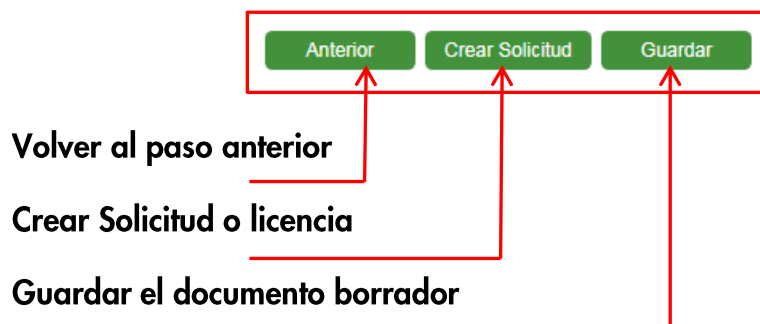 Anterior Crear Solicitud Guardar
Volver al paso anterior
Crear Solicitud o licencia
Guardar el documento borrador